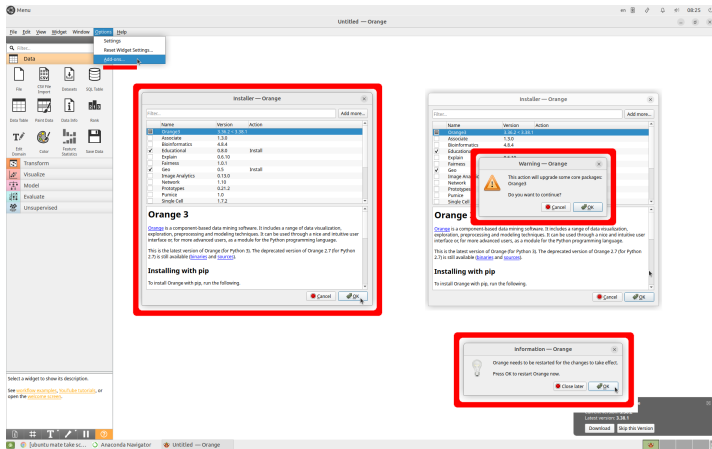 Menu
en
08:25
Untitled — Orange
File Edit View Widget Window Options Help
Settings
Reset Widget Settings...
Add-ons...
Filter...
Data
File
CSV File Import
Datasets
SQL Table
Data Table
Paint Data
Data Info
Rank
Edit Domain
Color
Feature Statistics
Save Data
Transform
Visualize
Model
Evaluate
Unsupervised
Select a widget to show its description.
See workflow examples, YouTube tutorials, or
open the welcome screen.
Installer — Orange
Filter...
Add more...
Name Version Action
Orange3 3.36.2 < 3.38.1
Associate 1.3.0
Bioinformatics 4.8.4
Educational 0.8.0 Install
Explain 0.6.10
Fairness 1.0.1
Geo 0.5 Install
Image Analytics 0.13.0
Network 1.10
Prototypes 0.21.2
Pumice 1.0
Single Cell 1.7.2
Orange 3
Orange is a component-based data mining software. It includes a range of data visualization,
exploration, preprocessing and modeling techniques. It can be used through a nice and intuitive user
interface or, for more advanced users, as a module for the Python programming language.
This is the latest version of Orange (for Python 3). The deprecated version of Orange 2.7 (for Python
2.7) is still available (binaries and sources).
Installing with pip
To install Orange with pip, run the following.
Cancel
OK
Installer — Orange
Filter...
Add more...
Name Version Action
Orange3 3.36.2 < 3.38.1
Associate 1.3.0
Bioinformatics 4.8.4
Educational
Explain
Fairness
Geo
Image Anal
Network
Prototypes
Pumice
Single Cell
Warning — Orange
This action will upgrade some core packages:
Orange3
Do you want to continue?
Cancel
OK
Orange
Orange is a component-based data mining software. It includes a range of data visualization,
exploration, preprocessing and modeling techniques. It can be used through a nice and intuitive user
interface or, for more advanced users, as a module for the Python programming language.
This is the latest version of Orange (for Python 3). The deprecated version of Orange 2.7 (for Python
2.7) is still available (binaries and sources).
Installing with pip
To install Orange with pip, run the following.
Cancel
OK
Information — Orange
Orange needs to be restarted for the changes to take effect.
Press OK to restart Orange now.
Close later
OK
Latest version: 3.38.1
Download
Skip this Version
[ubuntu mate take sc...
Anaconda Navigator
Untitled — Orange